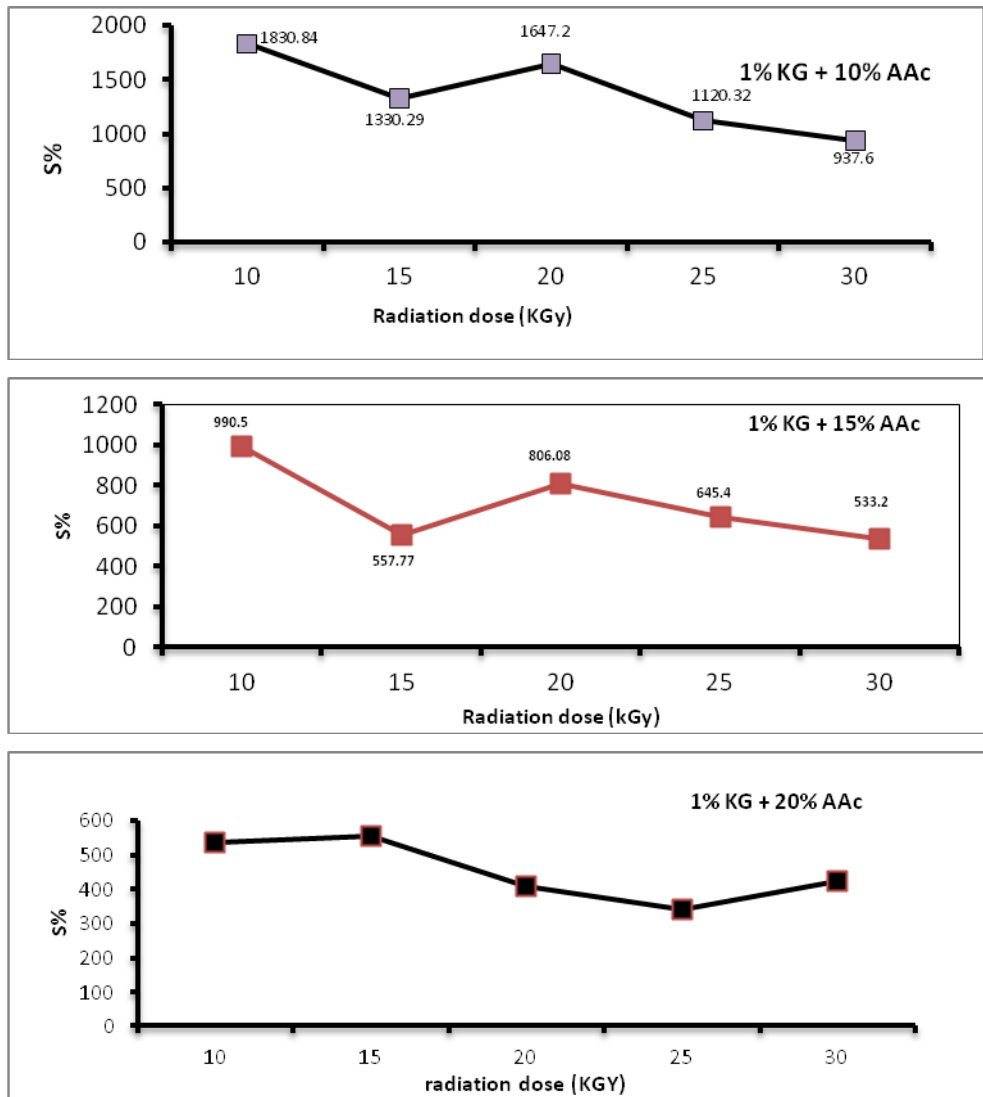 2000
1830.84
1647.2
1% KG + 10% AAc
1500
1330.29
1120.32
1000
937.6
500
0
S%
10 15 20 25 30
Radiation dose (KGy)
1200
990.5
1% KG + 15% AAc
1000
806.08
800
645.4
533.2
600
557.77
400
200
0
S%
10 15 20 25 30
Radiation dose (kGy)
1% KG + 20% AAc
600
500
400
300
200
100
0
S%
10 15 20 25 30
radiation dose (KGY)